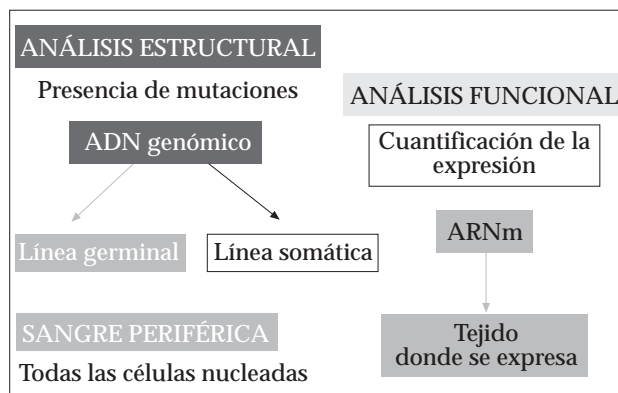 ANÁLISIS ESTRUCTURAL
Presencia de mutaciones
ADN genómico
Línea germinal
Línea somática
SANGRE PERIFÉRICA
Todas las células nucleadas
ANÁLISIS FUNCIONAL
Cuantificación de la
expresión
ARNm
Tejido
donde se expresa